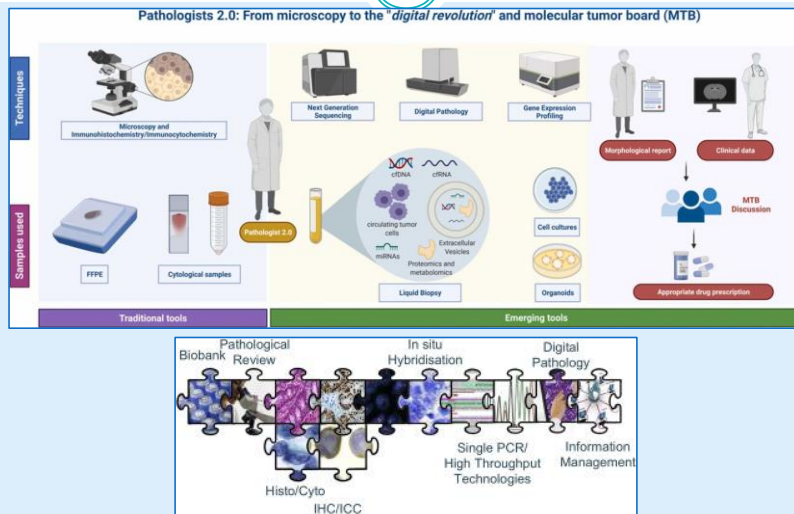 Pathologists 2.0: From microscopy to the "digital revolution" and molecular tumor board (MTB)
Techniques
Microscopy and
Immunohistochemistry/Immunocytochemistry
Next Generation
Sequencing
Digital Pathology
Gene Expression
Profiling
Morphological report
Clinical data
MTB
Discussion
Appropriate drug prescription
Samples used
FFPE
Cytological samples
Pathologist 2.0
cfDNA
cfRNA
circulating tumor
cells
Extracellular
Vesicles
miRNAs
Proteomics and
metabolomics
Liquid Biopsy
Cell cultures
Organoids
Traditional tools
Emerging tools
Biobank
Pathological
Review
In situ
Hybridisation
Digital
Pathology
Histo/Cyto
IHC/ICC
Single PCR/
High Throughput
Technologies
Information
Management